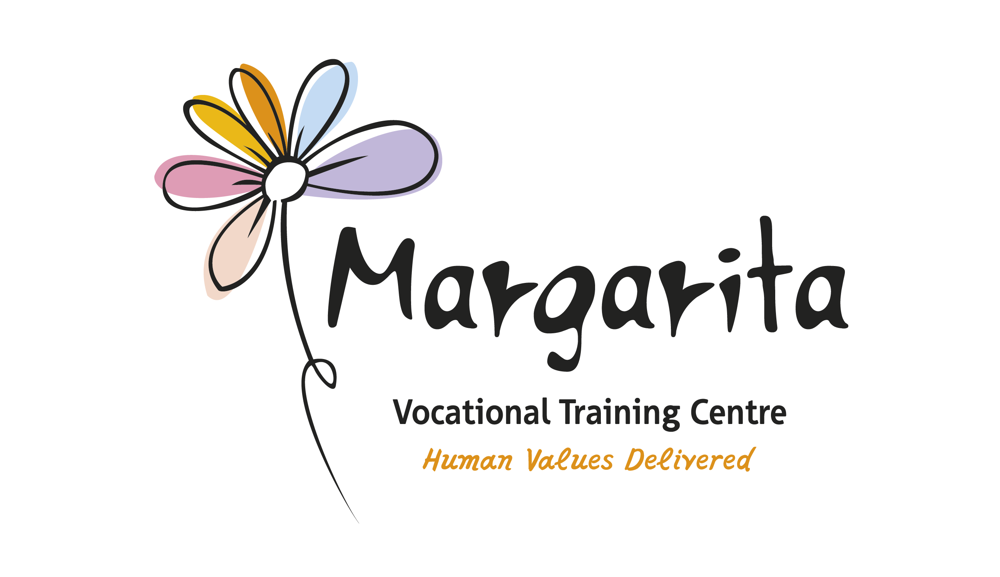 Margarita
Vocational Training Centre
Human Values Delivered